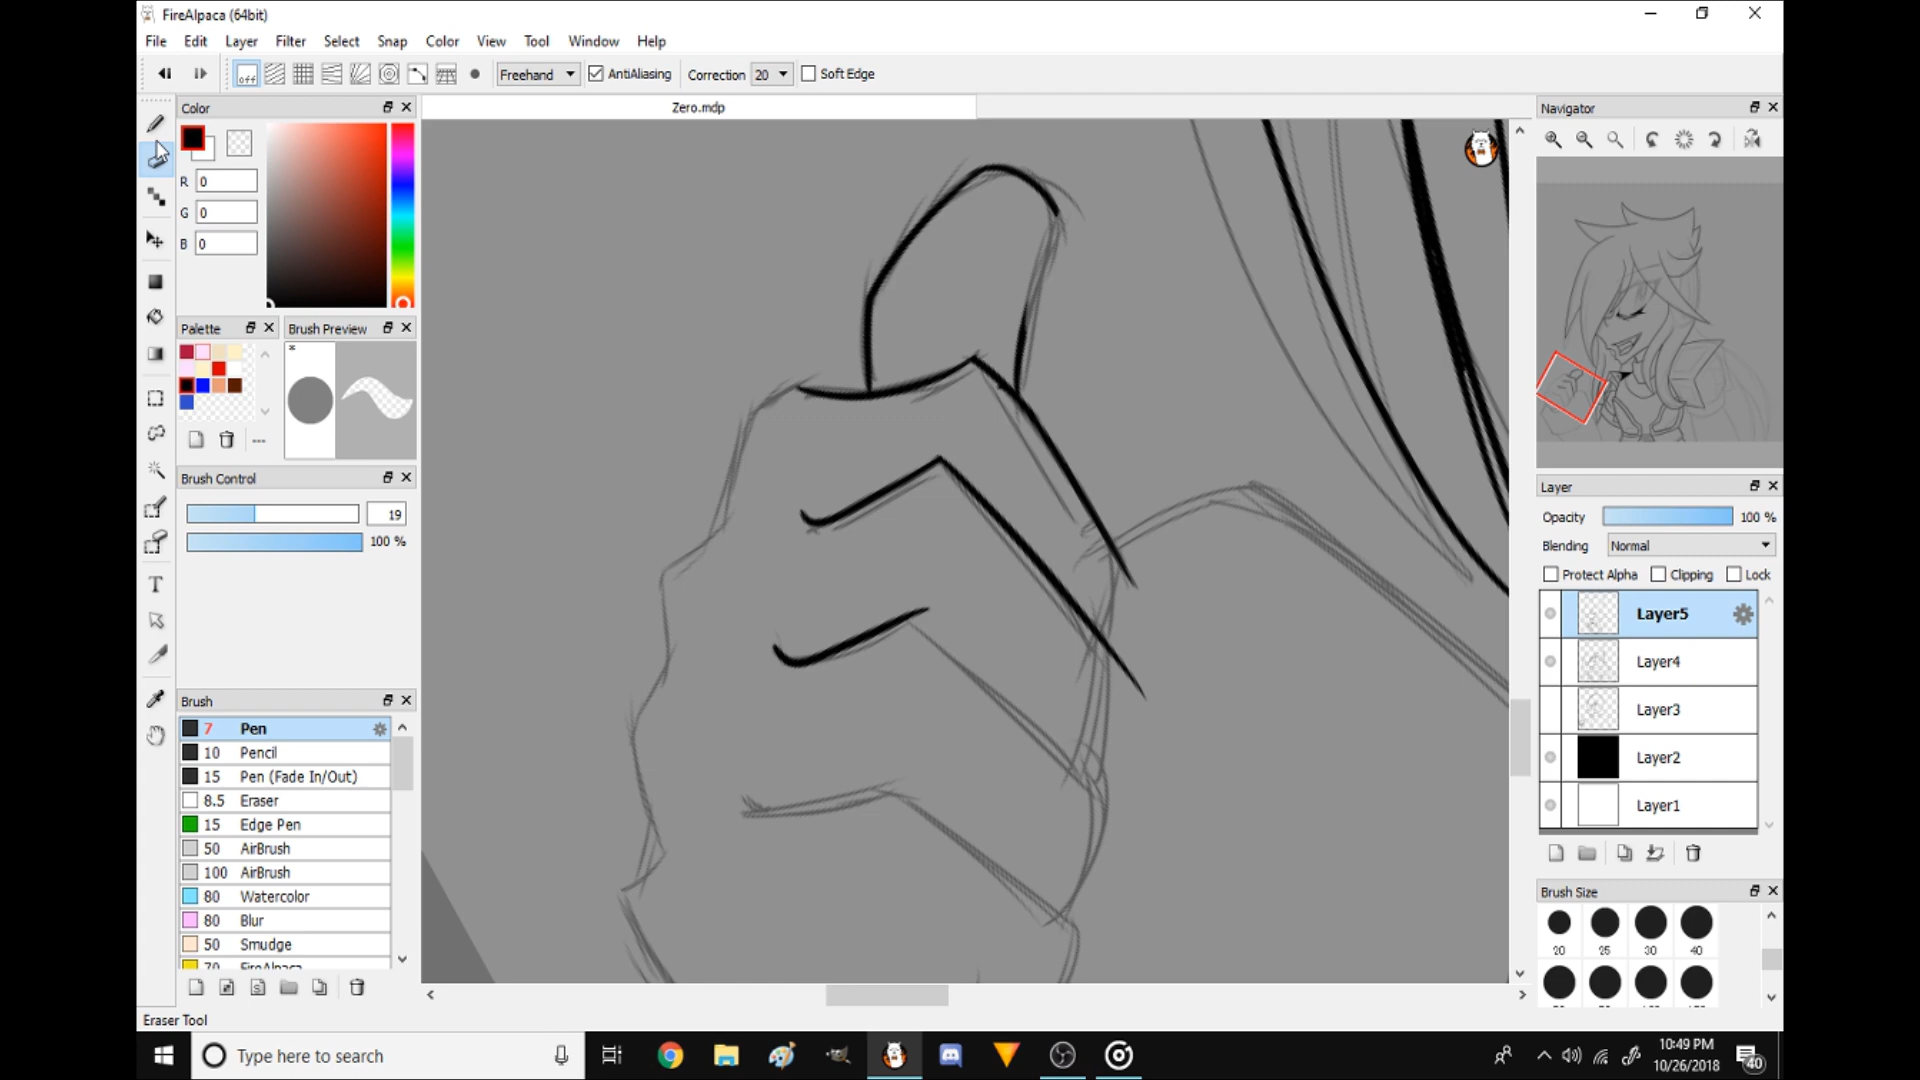 FireAlpaca (64bit)
File Edit Layer Filter Select Snap Color View Tool Window Help
off Freehand AntiAliasing Correction 20 Soft Edge
Color
Zero.mdp
Navigator
R 0
G 0
B 0
Palette Brush Preview
Brush Control
19
100 %
Layer
Opacity 100 %
Blending Normal
Protect Alpha Clipping Lock
Layer5
Layer4
Layer3
Layer2
Layer1
Brush
7 Pen
10 Pencil
15 Pen (Fade In/Out)
8.5 Eraser
15 Edge Pen
50 AirBrush
100 AirBrush
80 Watercolor
80 Blur
50 Smudge
70 FireAlpaca
Brush Size
20 25 30 40
Eraser Tool
Type here to search
10:49 PM
10/26/2018
40